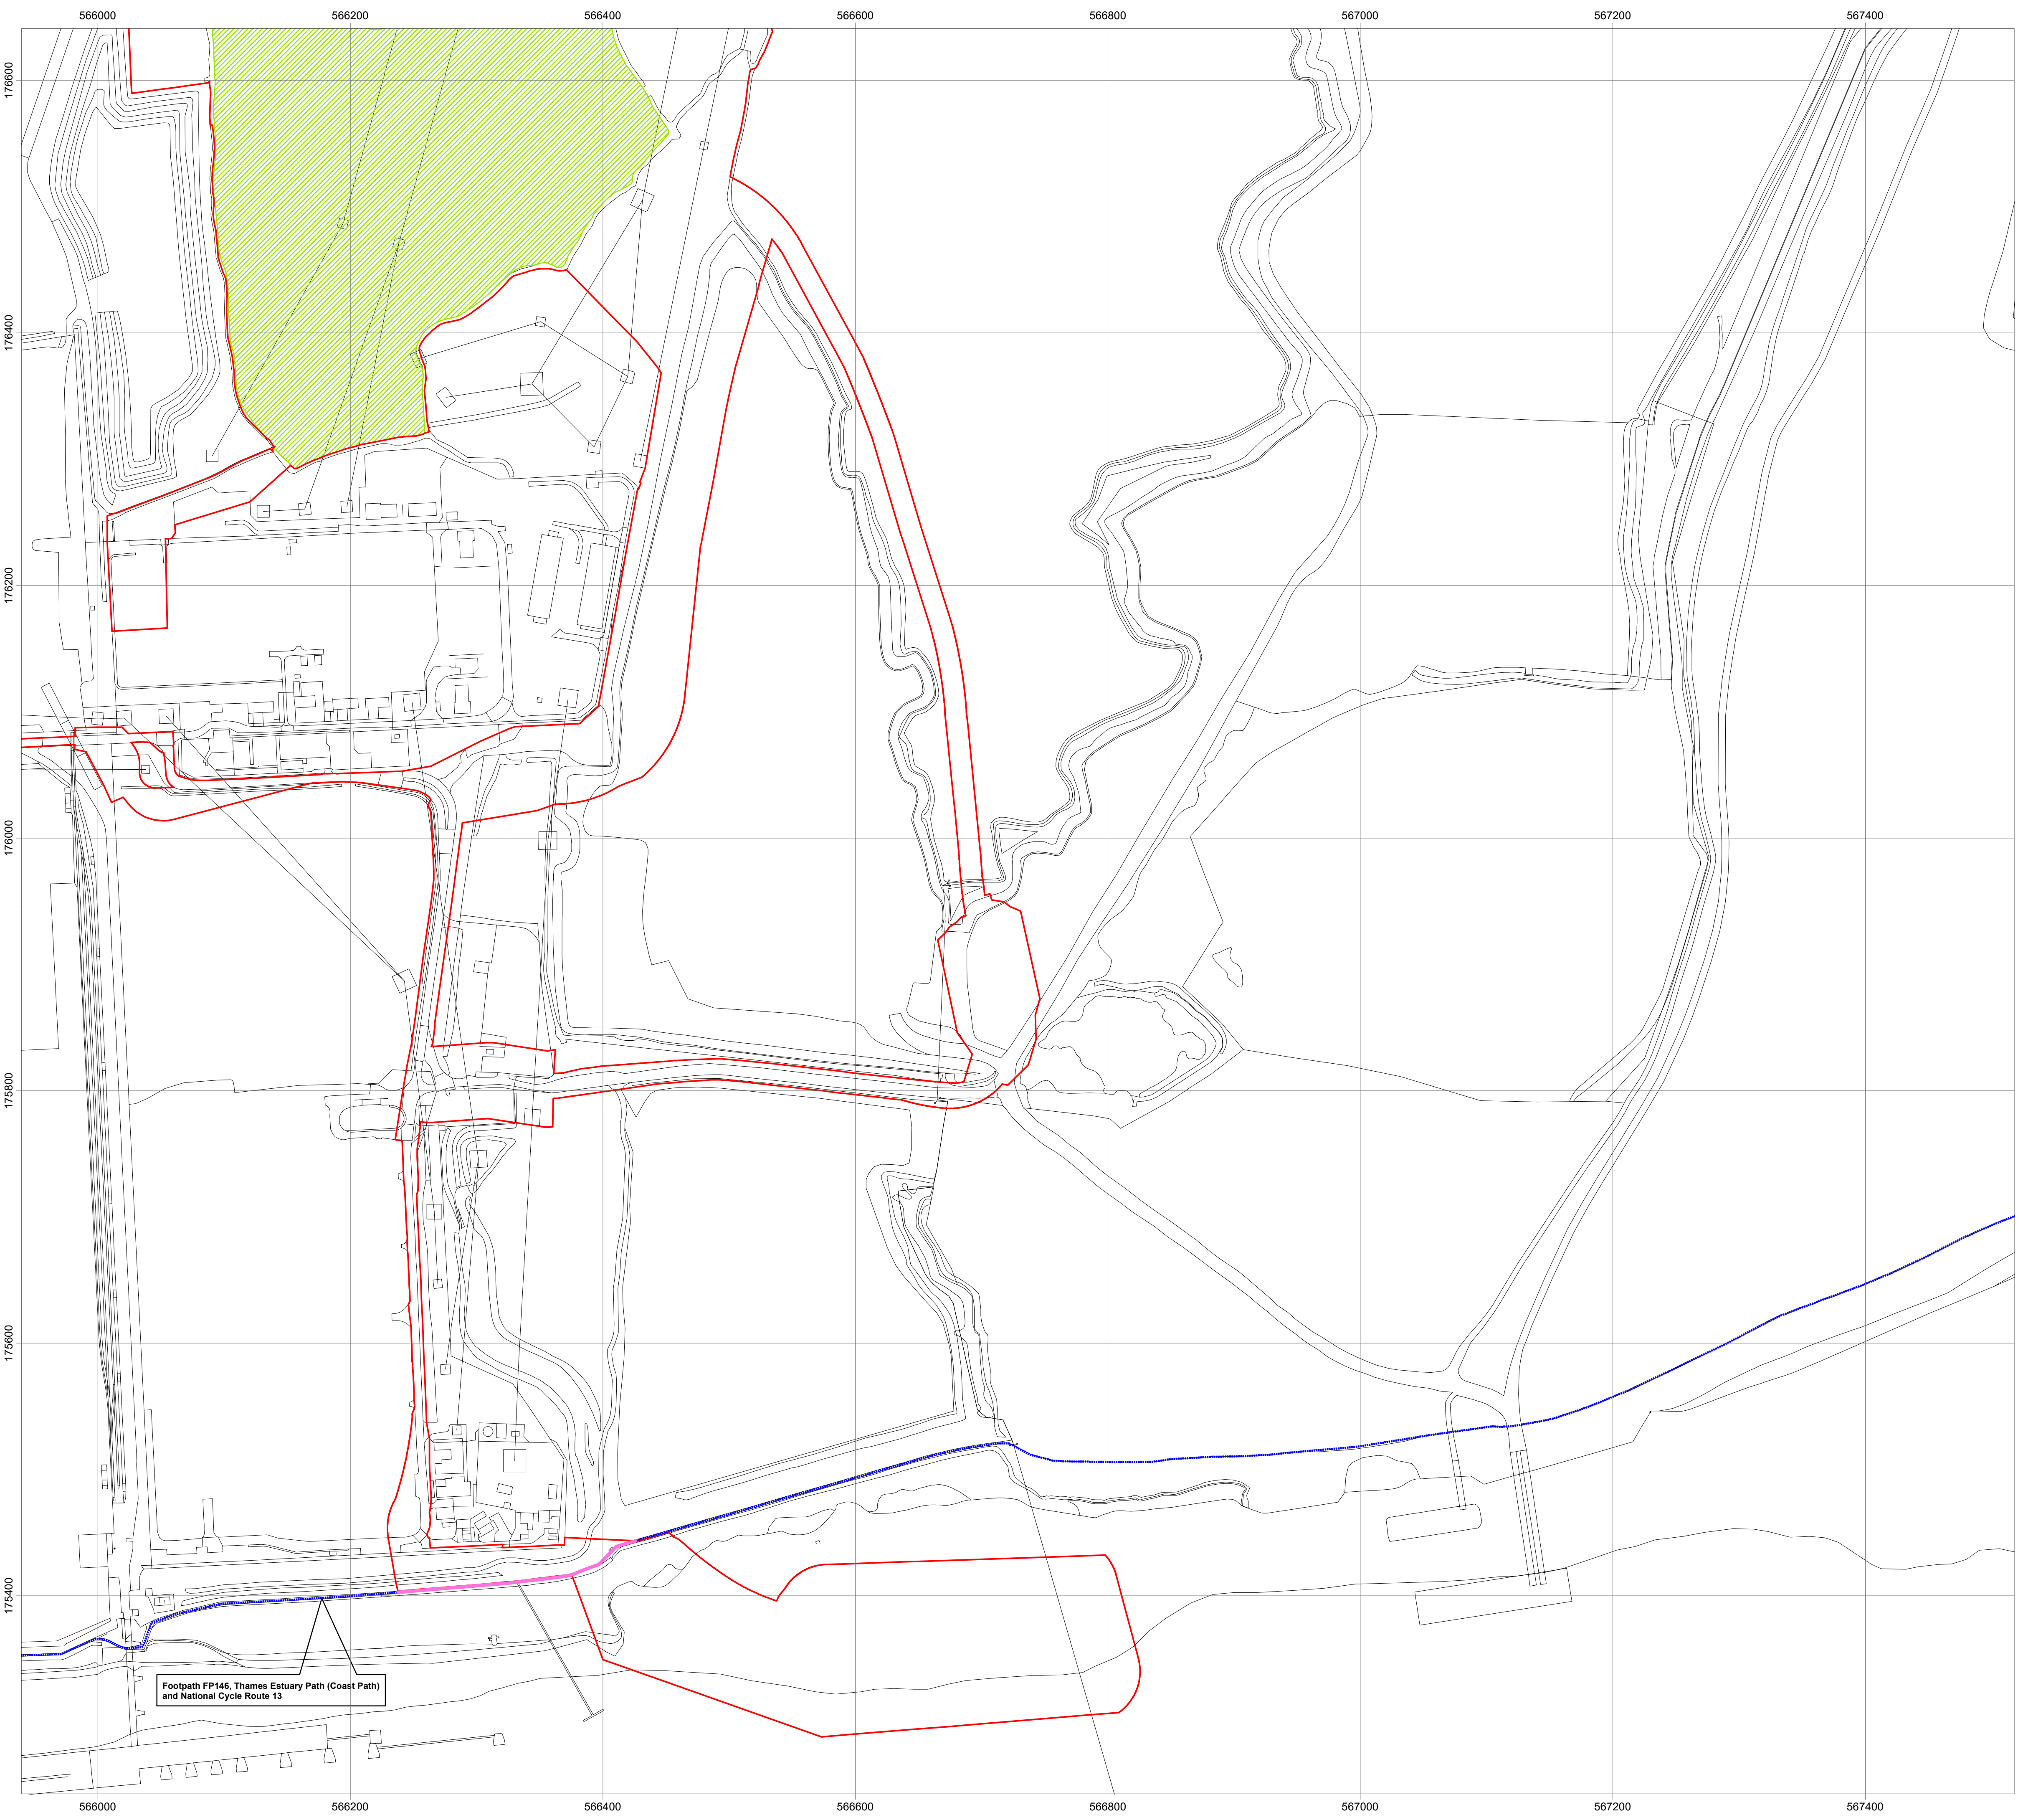 566000 566200 566400 566600 566800 567000 567200 567400
176600
176400
176200
176000
175800
175600
175400
Footpath FP146, Thames Estuary Path (Coast Path)
and National Cycle Route 13
566000 566200 566400 566600 566800 567000 567200 567400